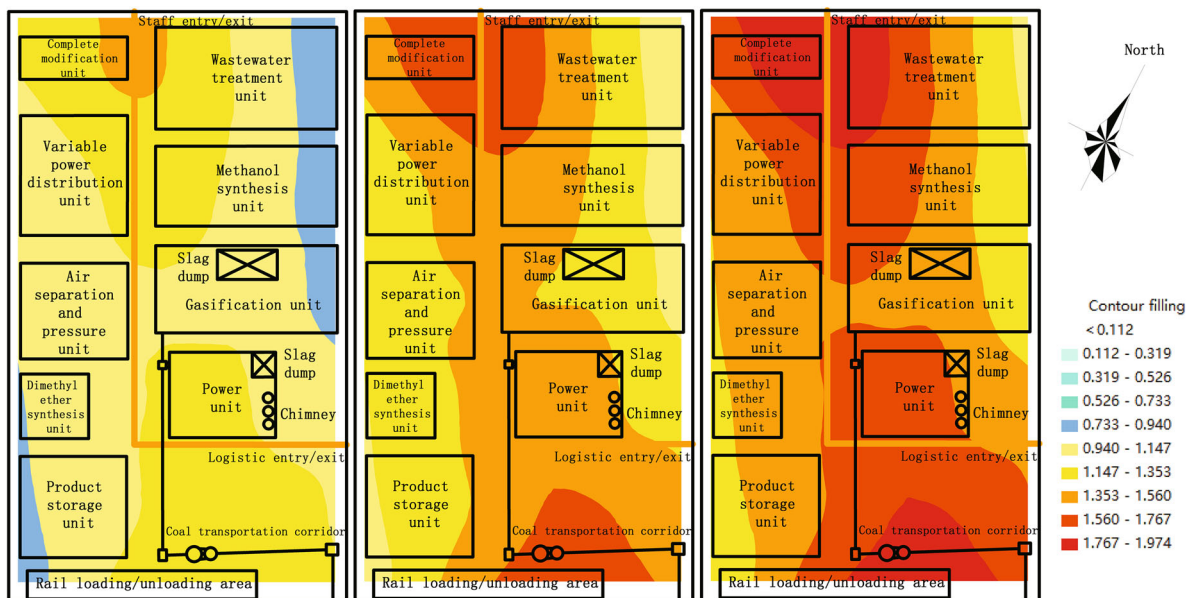 Staff entry/exit
Complete
modification
unit
Wastewater
treatment
unit
Variable
power
distribution
unit
Methanol
synthesis
unit
Slag
dump
Gasification unit
Air
separation
and
pressure
unit
Slag
dump
Power
unit
Chimney
Dimethyl
ether
synthesis
unit
Logistic entry/exit
Product
storage
unit
Coal transportation corridor
Rail loading/unloading area
Staff entry/exit
Complete
modification
unit
Wastewater
treatment
unit
Variable
power
distribution
unit
Methanol
synthesis
unit
Slag
dump
Gasification unit
Air
separation
and
pressure
unit
Slag
dump
Power
unit
Chimney
Dimethyl
ether
synthesis
unit
Logistic entry/exit
Product
storage
unit
Coal transportation corridor
Rail loading/unloading area
Staff entry/exit
Complete
modification
unit
Wastewater
treatment
unit
Variable
power
distribution
unit
Methanol
synthesis
unit
Slag
dump
Gasification unit
Air
separation
and
pressure
unit
Slag
dump
Power
unit
Chimney
Dimethyl
ether
synthesis
unit
Logistic entry/exit
Product
storage
unit
Coal transportation corridor
Rail loading/unloading area
North
Contour filling
< 0.112
0.112 - 0.319
0.319 - 0.526
0.526 - 0.733
0.733 - 0.940
0.940 - 1.147
1.147 - 1.353
1.353 - 1.560
1.560 - 1.767
1.767 - 1.974